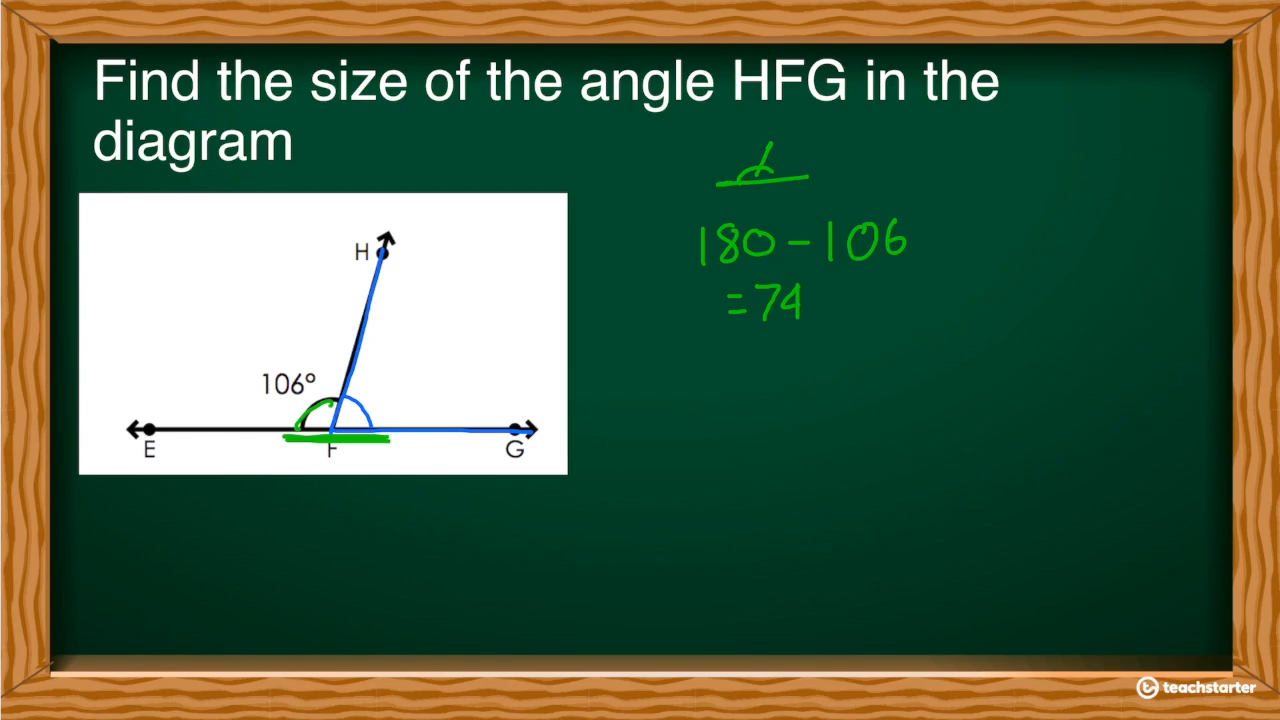 Find the size of the angle HFG in the
diagram
180 - 106
= 74
H
106°
E
F
G
teachstarter